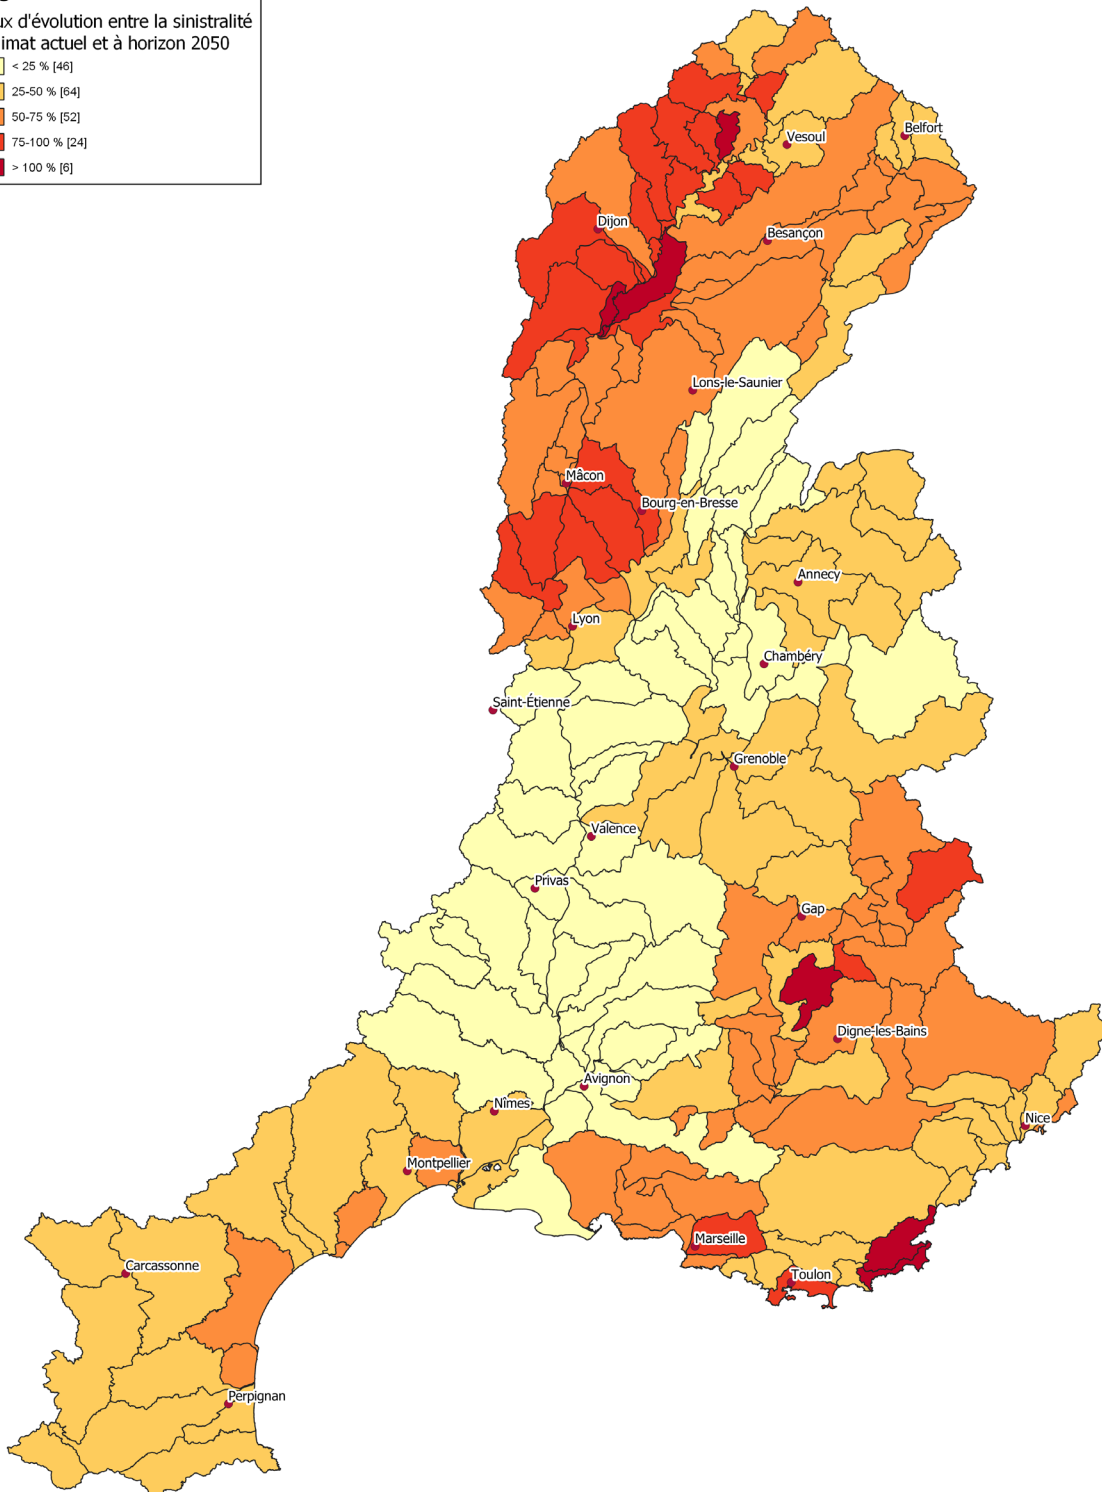 d'évolution entre la sinistralité
actuel et à horizon 2050
< 25 % [46]
25-50 % [64]
50-75 % [52]
75-100 % [24]
> 100 % [6]
Belfort
Vesoul
Dijon
Besançon
Lons-le-Saunier
Mâcon
Bourg-en-Bresse
Annecy
Lyon
Chambéry
Saint-Étienne
Grenoble
Valence
Privas
Gap
Digne-les-Bains
Avignon
Nîmes
Nice
Montpellier
Marseille
Carcassonne
Toulon
Perpignan